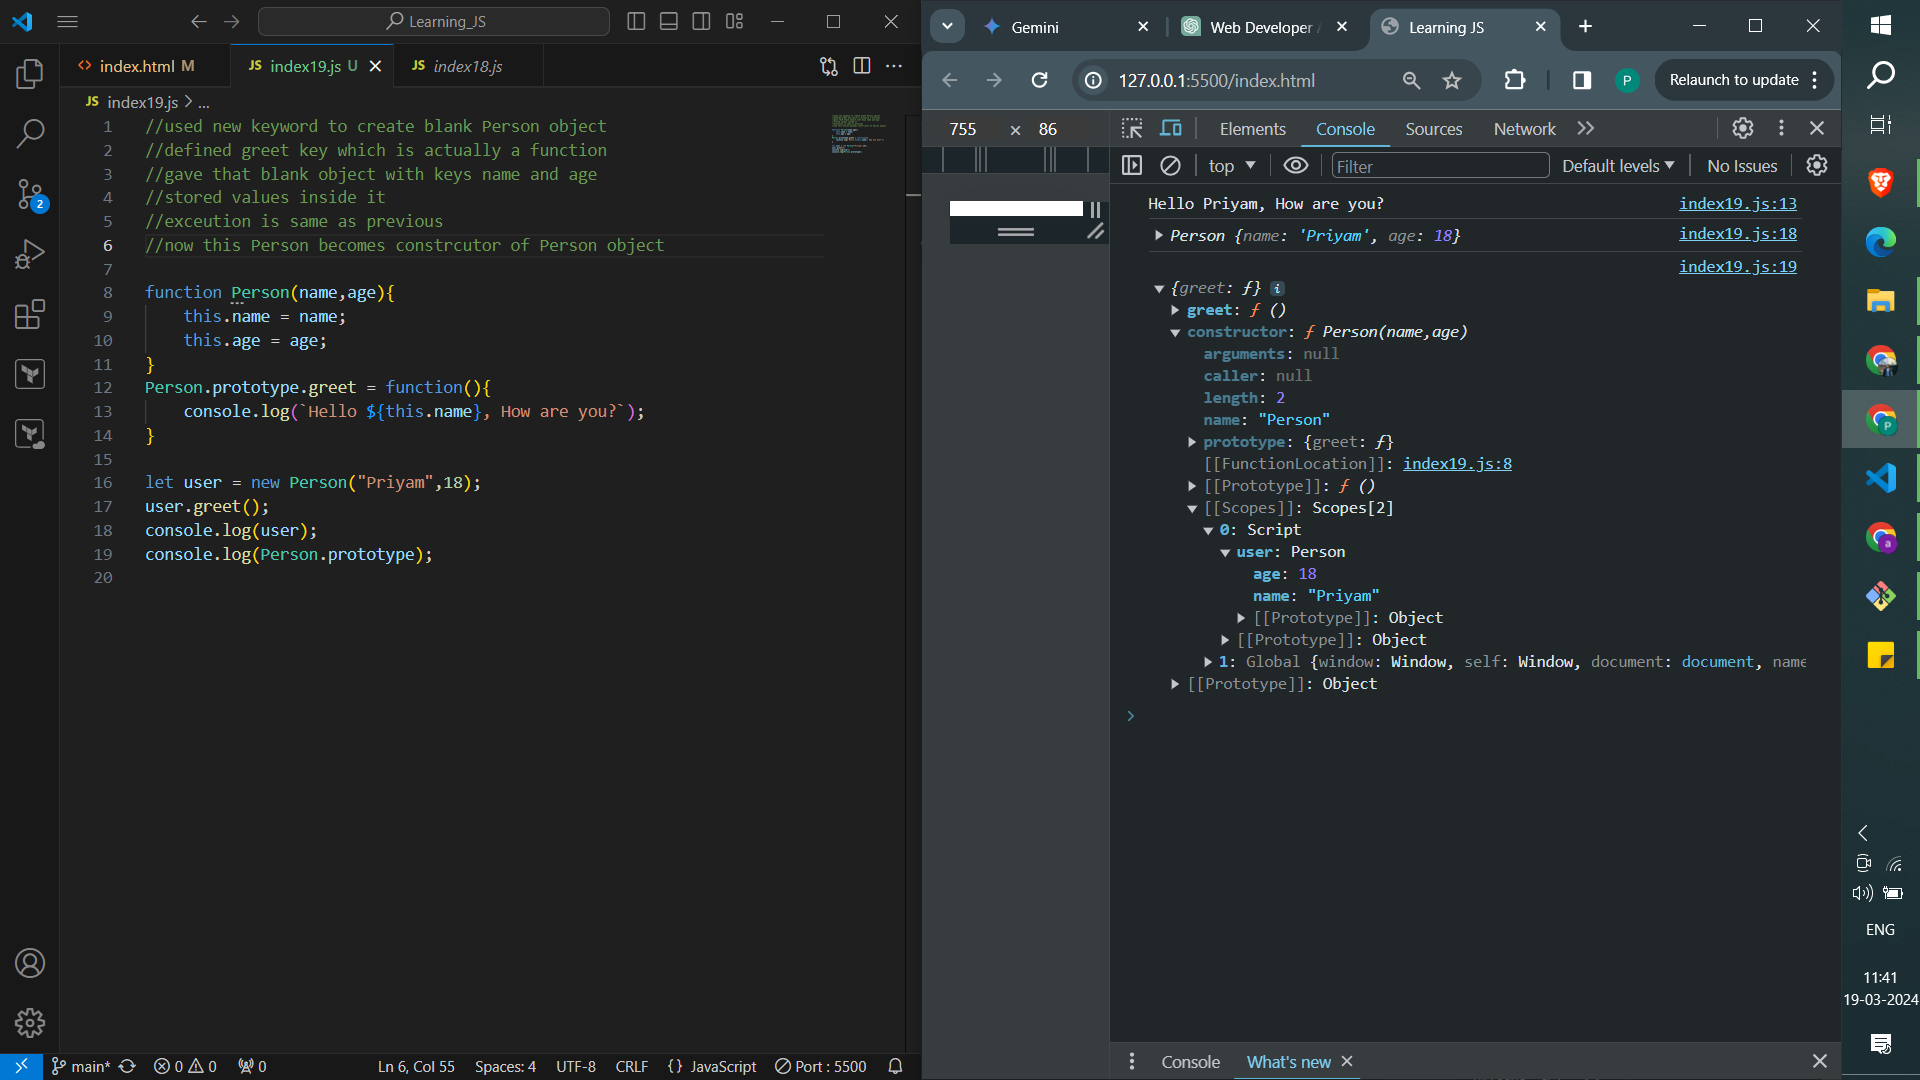 Learning_JS
index.html M
JS index19.js U
JS index18.js
JS index19.js > ...
1 //used new keyword to create blank Person object
2 //defined greet key which is actually a function
3 //gave that blank object with keys name and age
4 //stored values inside it
5 //exceution is same as previous
6 //now this Person becomes constrcutor of Person object
7
8 function Person(name,age){
9 this.name = name;
10 this.age = age;
11 }
12 Person.prototype.greet = function(){
13 console.log(`Hello ${this.name}, How are you?`);
14 }
15
16 let user = new Person("Priyam",18);
17 user.greet();
18 console.log(user);
19 console.log(Person.prototype);
20
2
main*
0 0
0
Ln 6, Col 55
Spaces: 4
UTF-8
CRLF
{} JavaScript
Port : 5500
Gemini
Web Developer
Learning JS
127.0.0.1:5500/index.html
P
Relaunch to update
755 × 86
Elements
Console
Sources
Network
top
Filter
Default levels
No Issues
Hello Priyam, How are you? index19.js:13
Person {name: 'Priyam', age: 18} index19.js:18
index19.js:19
{greet: ƒ} i
greet: ƒ ()
constructor: ƒ Person(name,age)
arguments: null
caller: null
length: 2
name: "Person"
prototype: {greet: ƒ}
[[FunctionLocation]]: index19.js:8
[[Prototype]]: ƒ ()
[[Scopes]]: Scopes[2]
0: Script
user: Person
age: 18
name: "Priyam"
[[Prototype]]: Object
[[Prototype]]: Object
1: Global {window: Window, self: Window, document: document, name
[[Prototype]]: Object
>
Console
What's new
P
a
ENG
11:41
19-03-2024